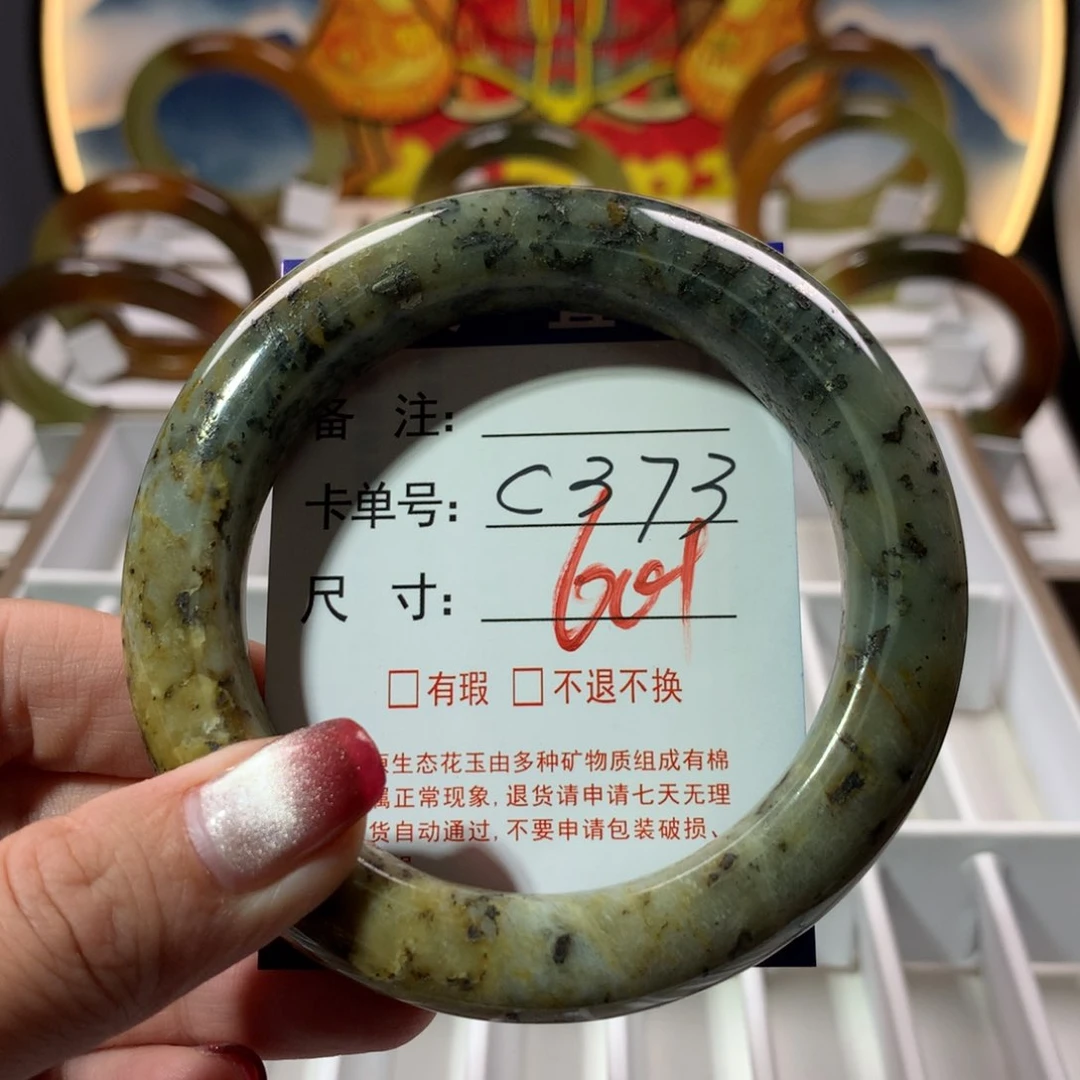 备 注:
卡单号: C373
尺 寸: 601
□有瑕 □不退不换
生态花玉由多种矿物质组成有棉
属正常现象,退货请申请七天无理
货自动通过,不要申请包装破损、